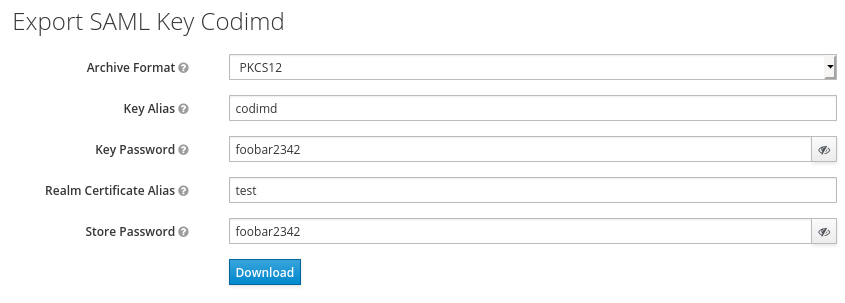 Export SAML Key Codimd
Archive Format PKCS12
Key Alias codimd
Key Password foobar2342
Realm Certificate Alias test
Store Password foobar2342
Download